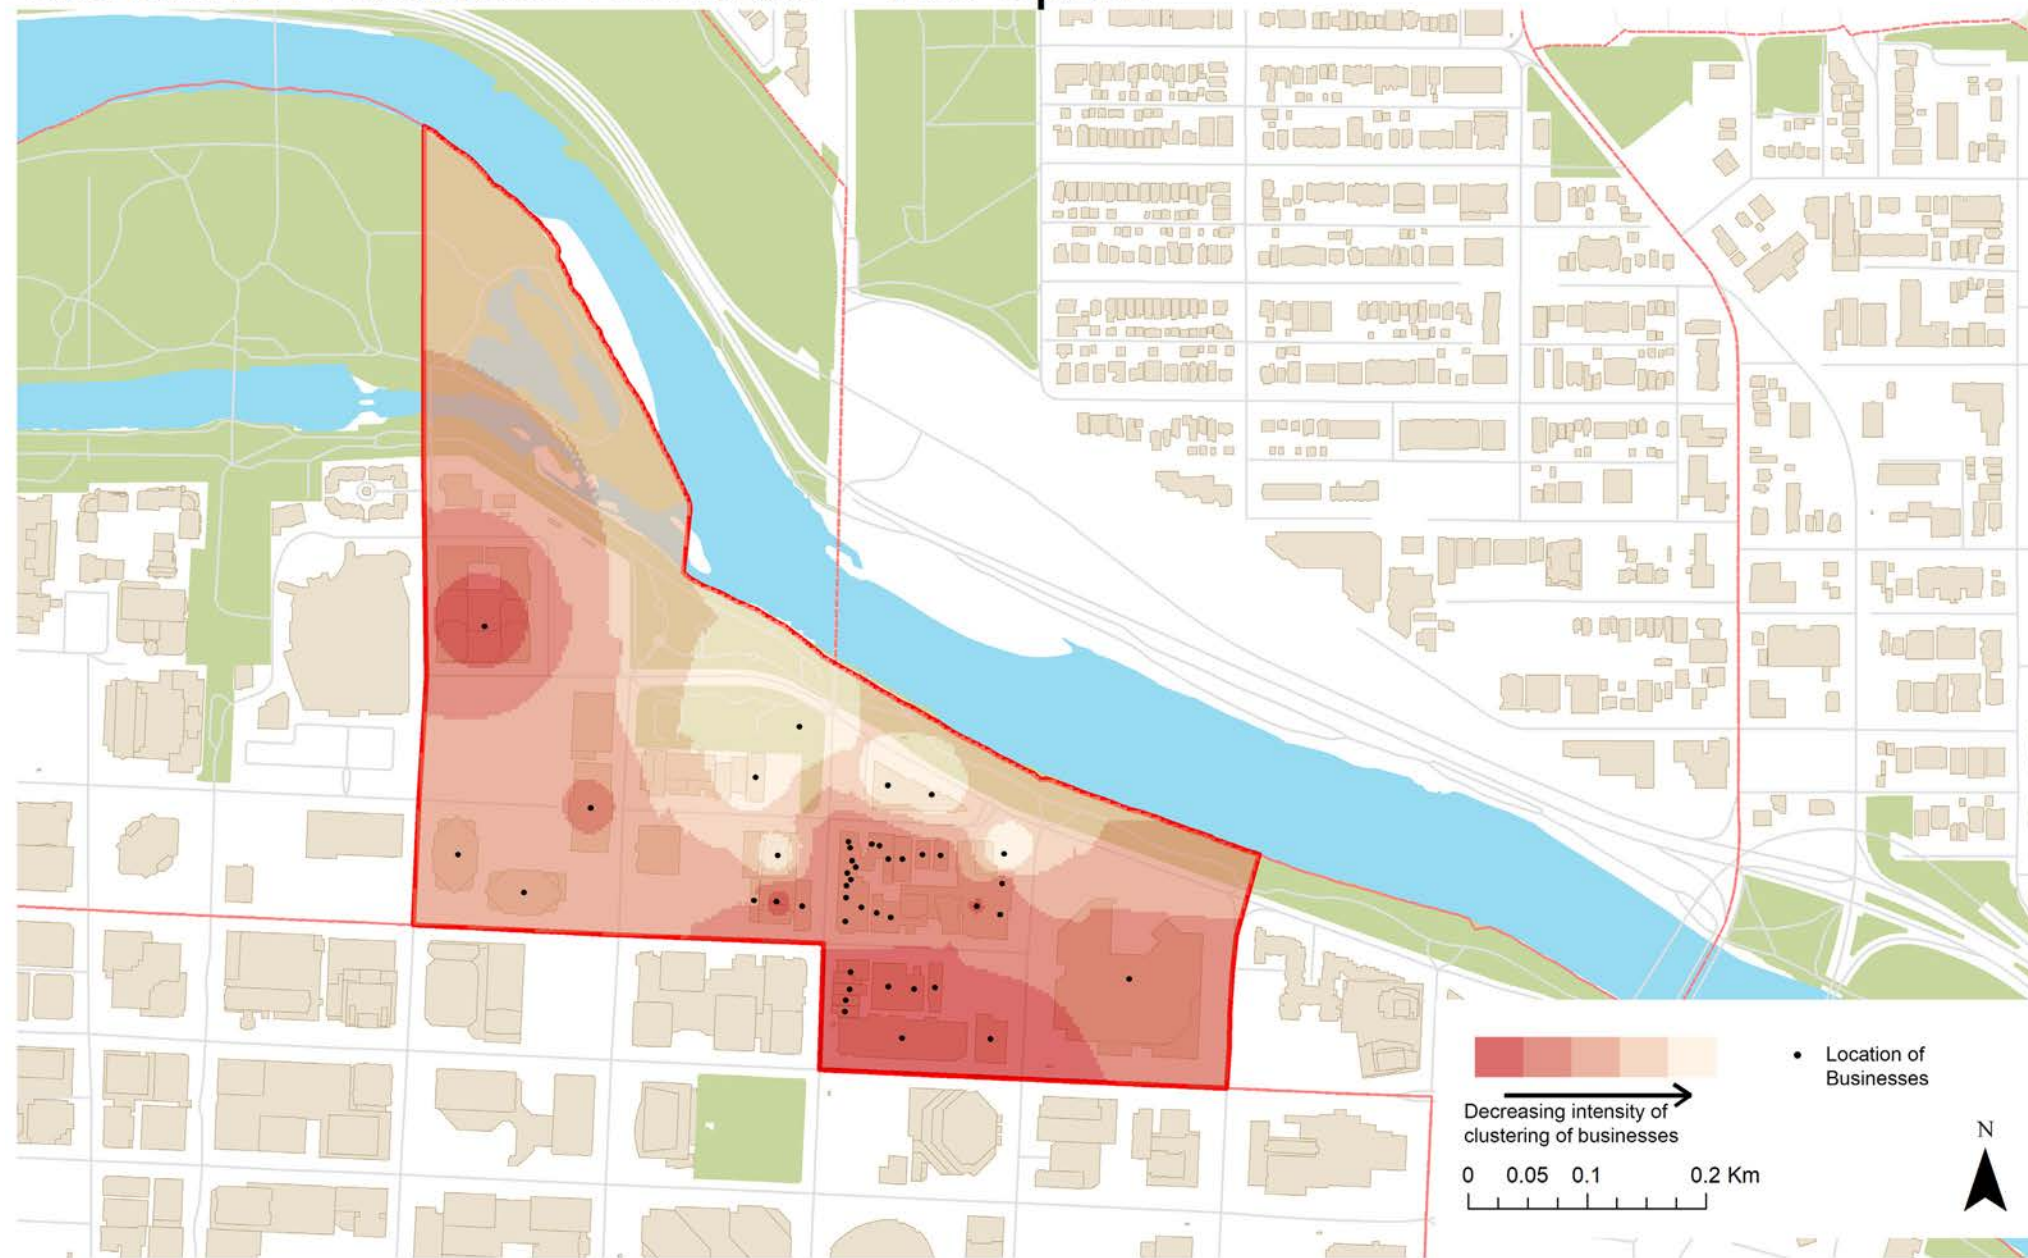 Location of
Businesses
Decreasing intensity of
clustering of businesses
N
0 0.05 0.1 0.2 Km